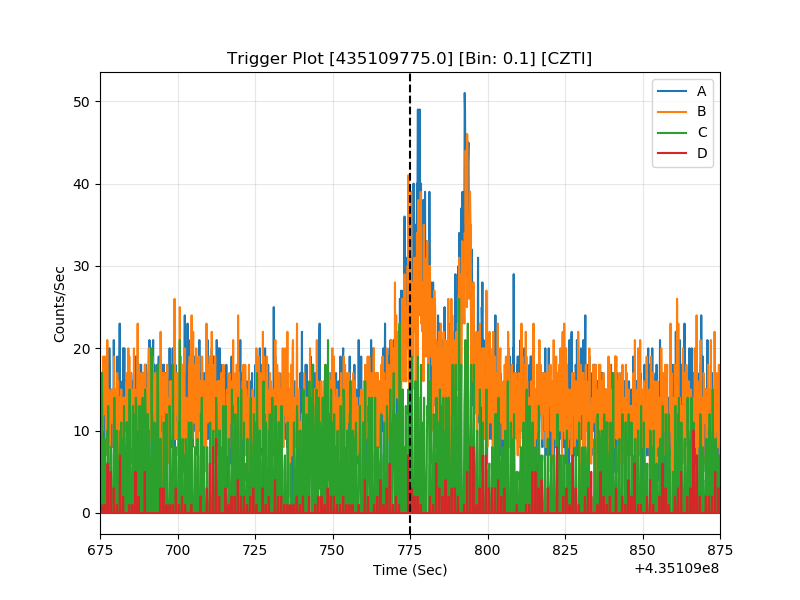 Trigger Plot [435109775.0] [Bin: 0.1] [CZTI]
A
B
C
D
Counts/Sec
50
40
30
20
10
0
675 700 725 750 775 800 825 850 875
Time (Sec)
+4.35109e8